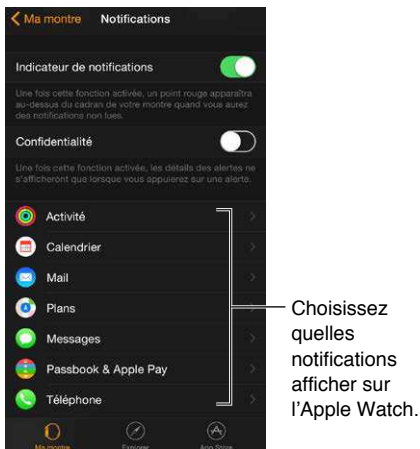 Ma montre Notifications
Indicateur de notifications
Une fois cette fonction activée, un point rouge apparaîtra
au-dessus du cadran de votre montre quand vous aurez
des notifications non lues.
Confidentialité
Une fois cette fonction activée, les détails des alertes ne
s'afficheront que lorsque vous appuierez sur une alerte.
Activité
Calendrier
Mail
Plans
Messages
Passbook & Apple Pay
Téléphone
Ma montre Explorer App Store
Choisissez
quelles
notifications
afficher sur
l'Apple Watch.